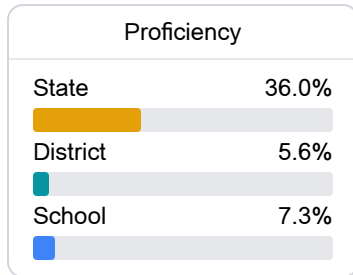 Proficiency
State 36.0%
District 5.6%
School 7.3%